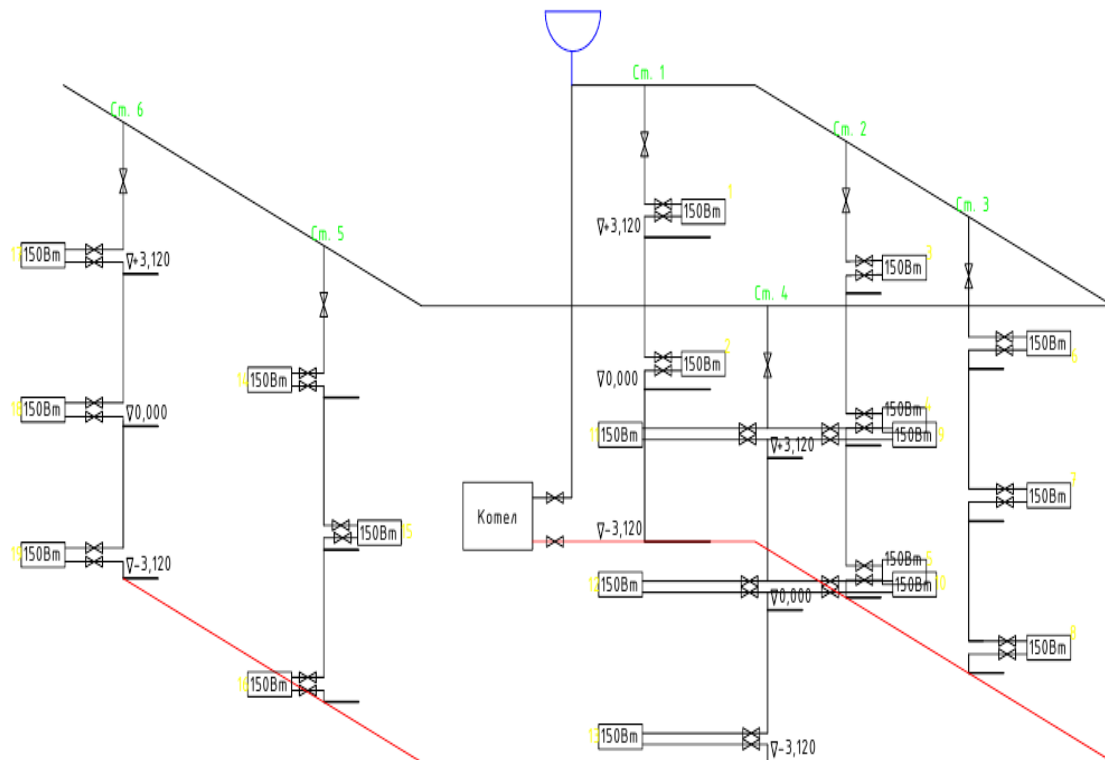 Ст. 1
Ст. 6
Ст. 2
1
150Вт
Ст. 3
∇+3,120
Ст. 5
17
150Вт
∇+3,120
3
150Вт
Ст. 4
2
150Вт
6
150Вт
∇0,000
14
150Вт
18
150Вт
∇0,000
4
150Вт
11
150Вт
9
150Вт
∇+3,120
7
150Вт
Котел
15
150Вт
∇-3,120
19
150Вт
∇-3,120
5
150Вт
12
150Вт
10
150Вт
∇0,000
8
150Вт
16
150Вт
13
150Вт
∇-3,120